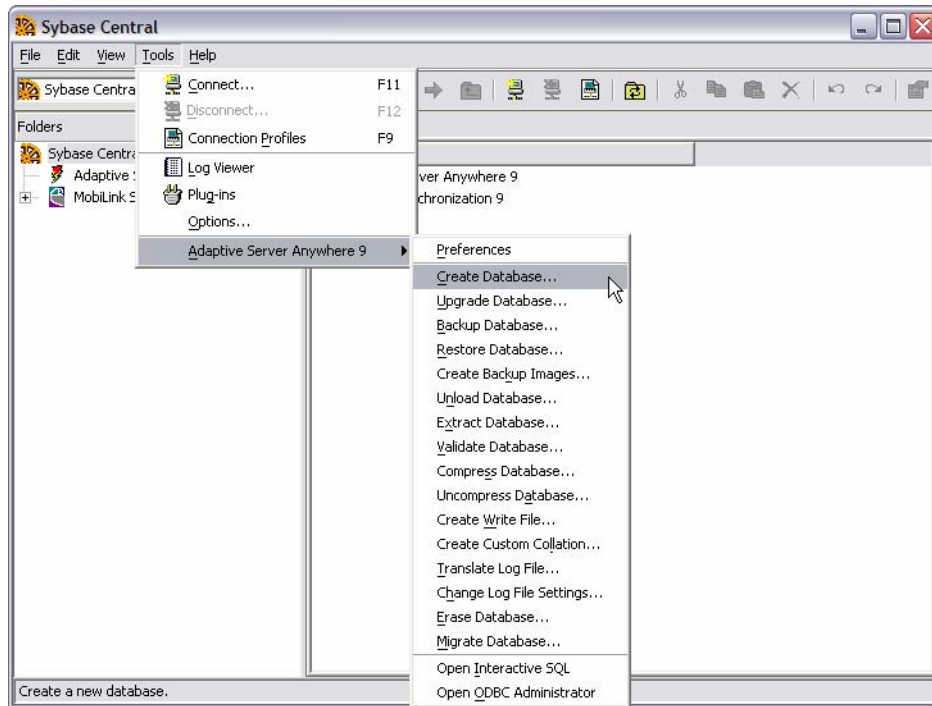 Sybase Central
File Edit View Tools Help
Sybase Centra
Connect... F11
Disconnect... F12
Connection Profiles F9
Log Viewer
Plug-ins
Options...
Adaptive Server Anywhere 9
Folders
Sybase Centra
Adaptive
MobiLink S
ver Anywhere 9
chronization 9
Preferences
Create Database...
Upgrade Database...
Backup Database...
Restore Database...
Create Backup Images...
Unload Database...
Extract Database...
Validate Database...
Compress Database...
Uncompress Database...
Create Write File...
Create Custom Collation...
Translate Log File...
Change Log File Settings...
Erase Database...
Migrate Database...
Open Interactive SQL
Open ODBC Administrator
Create a new database.